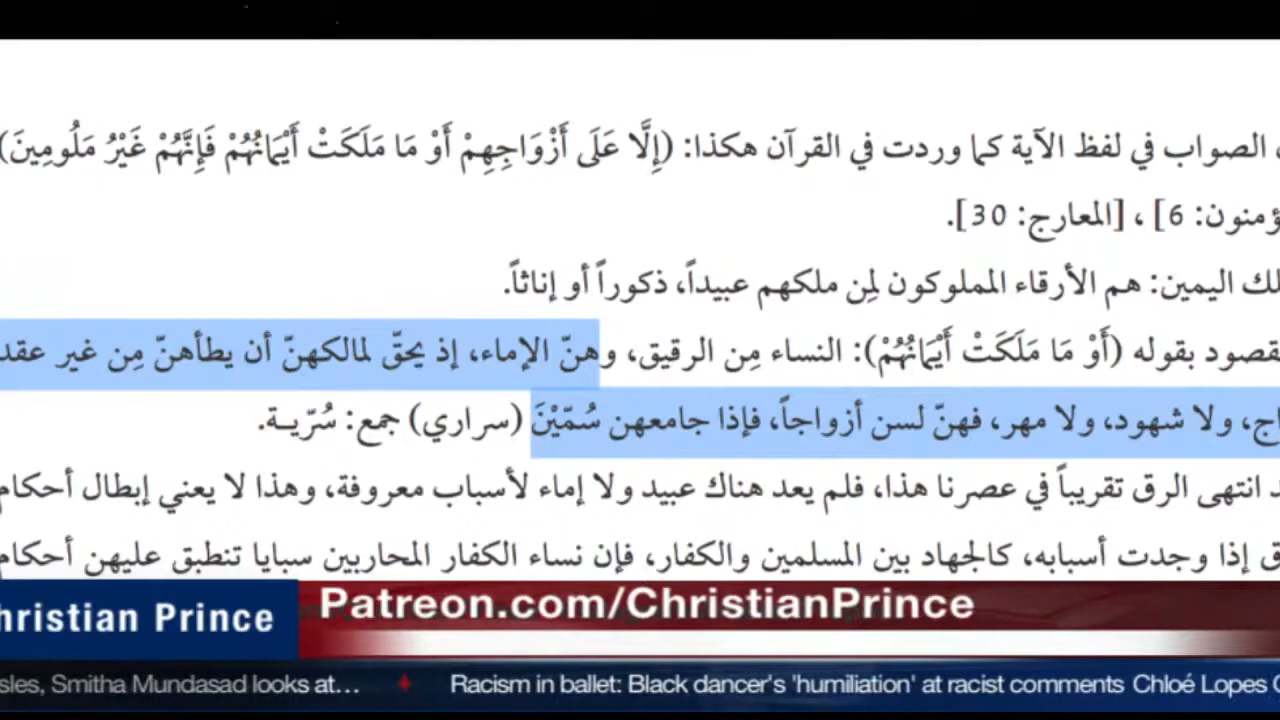 الصواب في لفظ الآية كما وردت في القرآن هكذا: (إِلَّا عَلَى أَزْوَاجِهِمْ أَوْ مَا مَلَكَتْ أَيْمَانُهُمْ فَإِنَّهُمْ غَيْرُ مَلُومِينَ)
ؤمنون: 6] ، [المعارج: 30].
لك اليمين: هم الأرقاء المملوكون لِمن ملكهم عبيداً، ذكوراً أو إناثاً.
قصود بقوله (أَوْ مَا مَلَكَتْ أَيْمَانُهُمْ): النساء مِن الرقيق، وهنّ الإماء، إذ يحقّ لمالكهنّ أن يطأهنّ مِن غير عقد
اج، ولا شهود، ولا مهر، فهنّ لسن أزواجاً، فإذا جامعهن سُمّيْنَ (سراري) جمع: سُرّيـة.
انتهى الرق تقريباً في عصرنا هذا، فلم يعد هناك عبيد ولا إماء لأسباب معروفة، وهذا لا يعني إبطال أحكام
ق إذا وجدت أسبابه، كالجهاد بين المسلمين والكفار، فإن نساء الكفار المحاربين سبايا تنطبق عليهن أحكام
hristian Prince
Patreon.com/ChristianPrince
sles, Smitha Mundasad looks at… Racism in ballet: Black dancer's 'humiliation' at racist comments Chloé Lopes